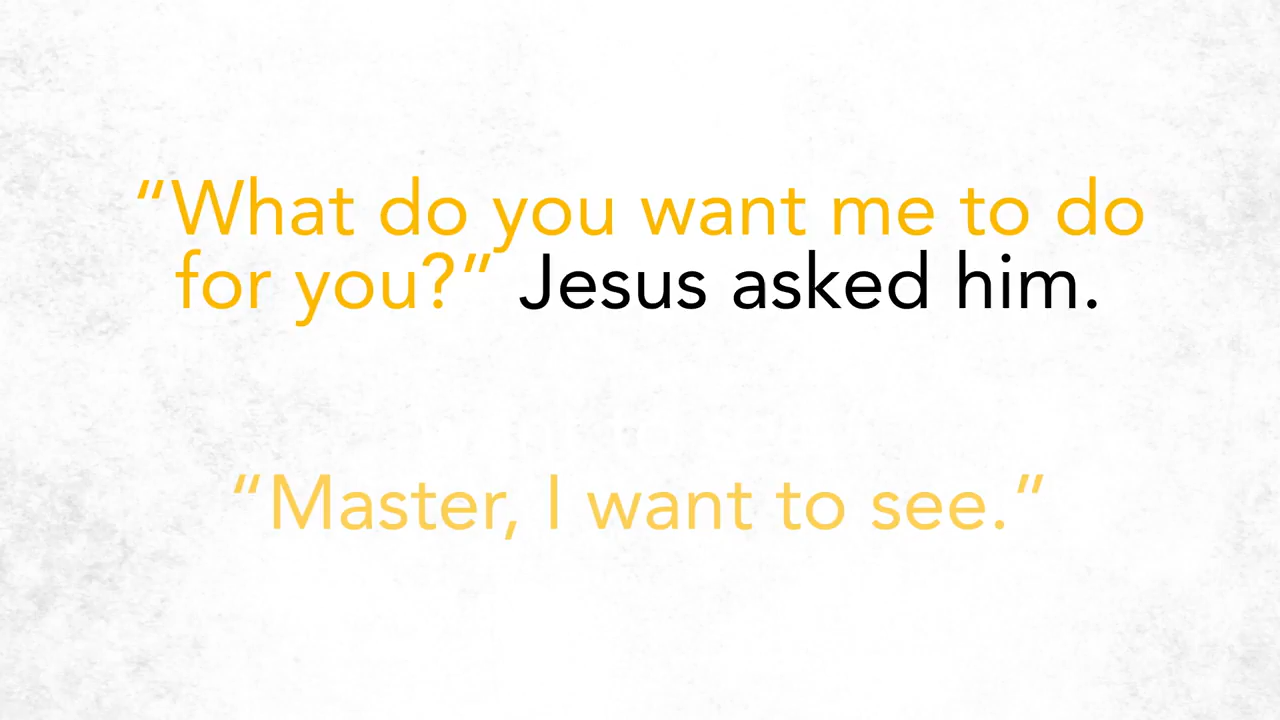 “What do you want me to do
for you?” Jesus asked him.
“Master, I want to see.”